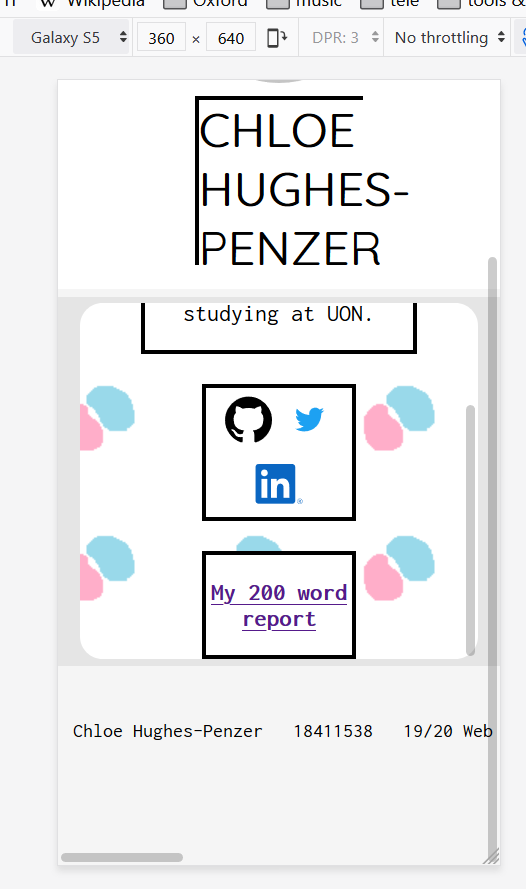 Wikipedia Oxford music tele tools &
Galaxy S5 360 × 640 DPR: 3 No throttling
CHLOE
HUGHES-
PENZER
studying at UON.
in
®
My 200 word
report
Chloe Hughes-Penzer 18411538 19/20 Web